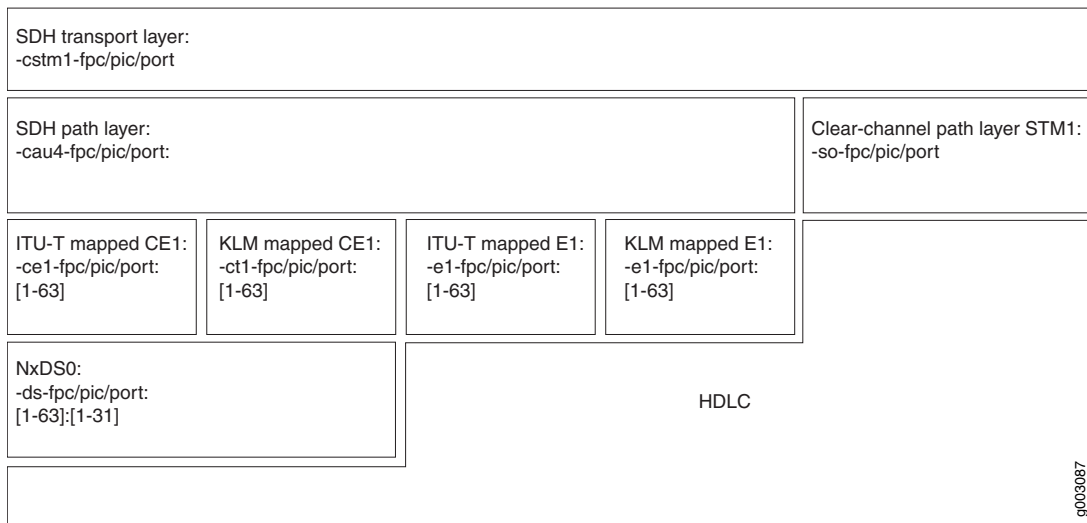 SDH transport layer:
-cstm1-fpc/pic/port
SDH path layer:
-cau4-fpc/pic/port:
Clear-channel path layer STM1:
-so-fpc/pic/port
ITU-T mapped CE1:
-ce1-fpc/pic/port:
[1-63]
KLM mapped CE1:
-ct1-fpc/pic/port:
[1-63]
ITU-T mapped E1:
-e1-fpc/pic/port:
[1-63]
KLM mapped E1:
-e1-fpc/pic/port:
[1-63]
NxDS0:
-ds-fpc/pic/port:
[1-63]:[1-31]
HDLC
g003087